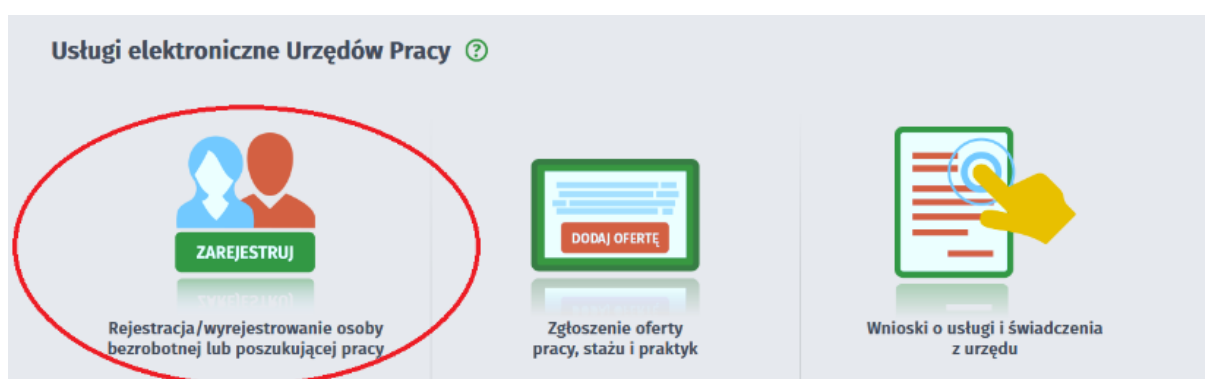 Usługi elektroniczne Urzędów Pracy ?
ZAREJESTRUJ
Rejestracja/wyrejestrowanie osoby
bezrobotnej lub poszukującej pracy
DODAJ OFERTĘ
Zgłoszenie oferty
pracy, stażu i praktyk
Wnioski o usługi i świadczenia
z urzędu